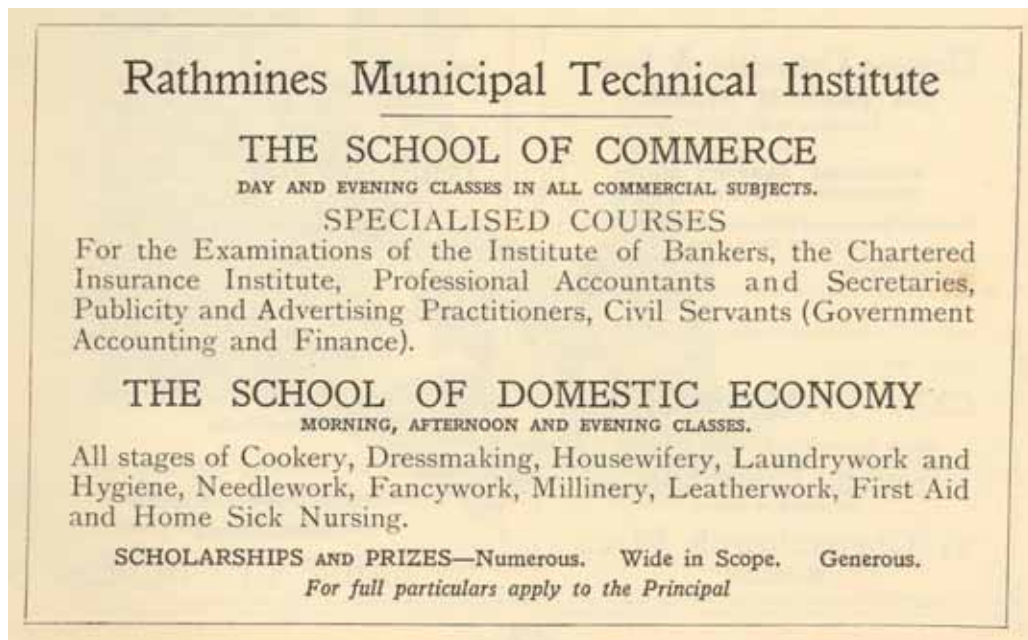 Rathmines Municipal Technical Institute
THE SCHOOL OF COMMERCE
DAY AND EVENING CLASSES IN ALL COMMERCIAL SUBJECTS.
SPECIALISED COURSES
For the Examinations of the Institute of Bankers, the Chartered
Insurance Institute, Professional Accountants and Secretaries,
Publicity and Advertising Practitioners, Civil Servants (Government
Accounting and Finance).
THE SCHOOL OF DOMESTIC ECONOMY
MORNING, AFTERNOON AND EVENING CLASSES.
All stages of Cookery, Dressmaking, Housewifery, Laundrywork and
Hygiene, Needlework, Fancywork, Millinery, Leatherwork, First Aid
and Home Sick Nursing.
SCHOLARSHIPS AND PRIZES—Numerous. Wide in Scope. Generous.
For full particulars apply to the Principal